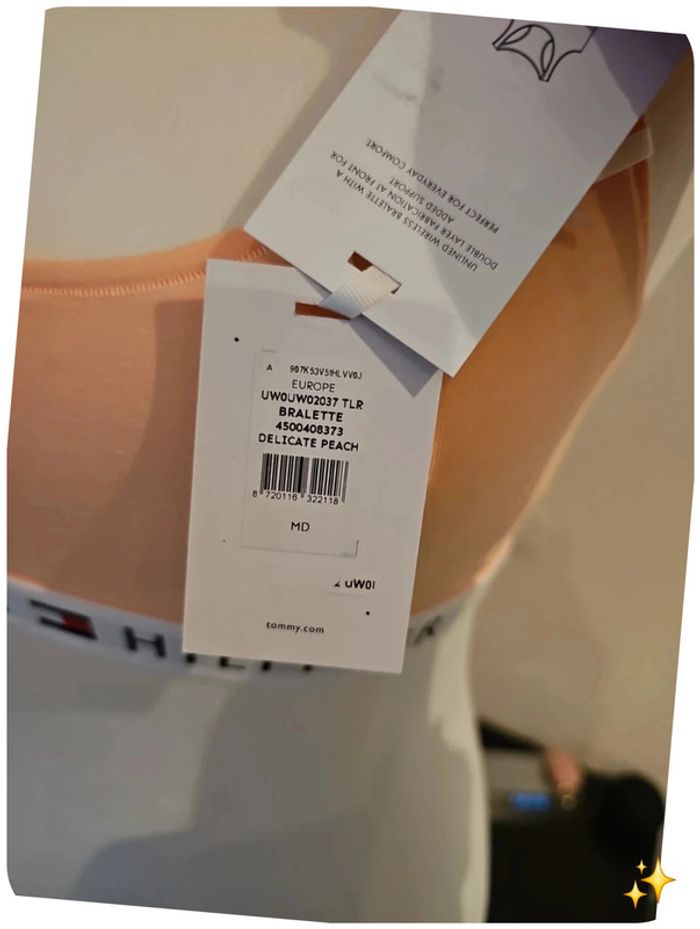 UNLINED WIRELESS BRALETTE WITH A
DOUBLE LAYER FABRICATION AT FRONT FOR
ADDED SUPPORT.
PERFECT FOR EVERYDAY COMFORT.
A 907K53V51HLVV0J
EUROPE
UW0UW02037 TLR
BRALETTE
4500408373
DELICATE PEACH
8 720116 322118
MD
UW0
tommy.com